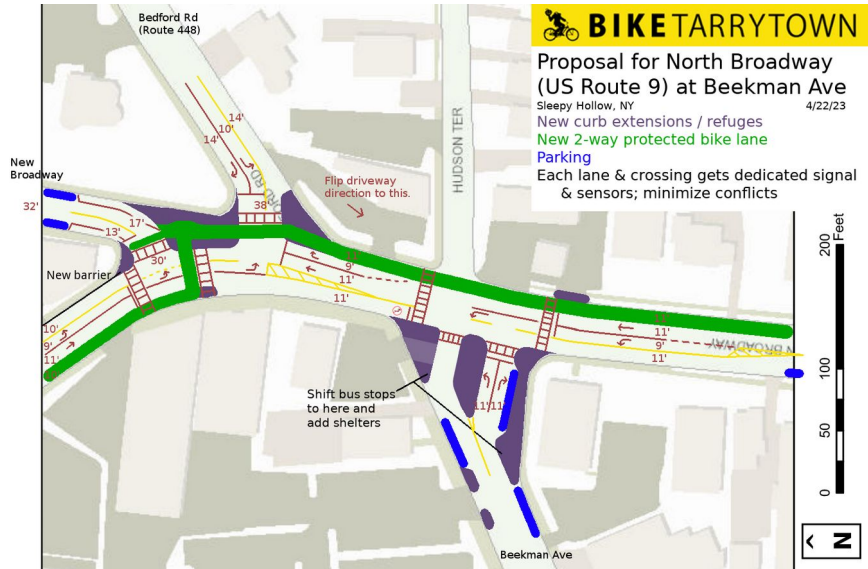 BIKETARRYTOWN
Proposal for North Broadway
(US Route 9) at Beekman Ave
Sleepy Hollow, NY 4/22/23
New curb extensions / refuges
New 2-way protected bike lane
Parking
Each lane & crossing gets dedicated signal
& sensors; minimize conflicts
Bedford Rd
(Route 448)
14'
10'
14'
HUDSON TER
New
Broadway
32'
17'
13'
38'
FORD RD
Flip driveway
direction to this.
30'
New barrier
9'
11'
11'
10'
9'
11'
11'
9'
11'
N BROADWAY
Shift bus stops
to here and
add shelters
11'
11'
Beekman Ave
200
Feet
100
50
0
N